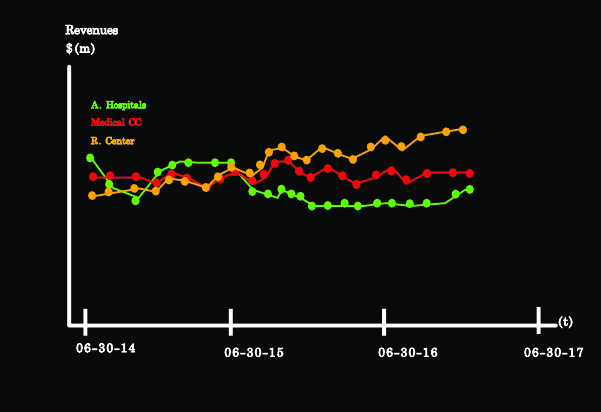 Revenues
$(m)
A. Hospitals
Medical CC
R. Center
(t)
06-30-14
06-30-15
06-30-16
06-30-17